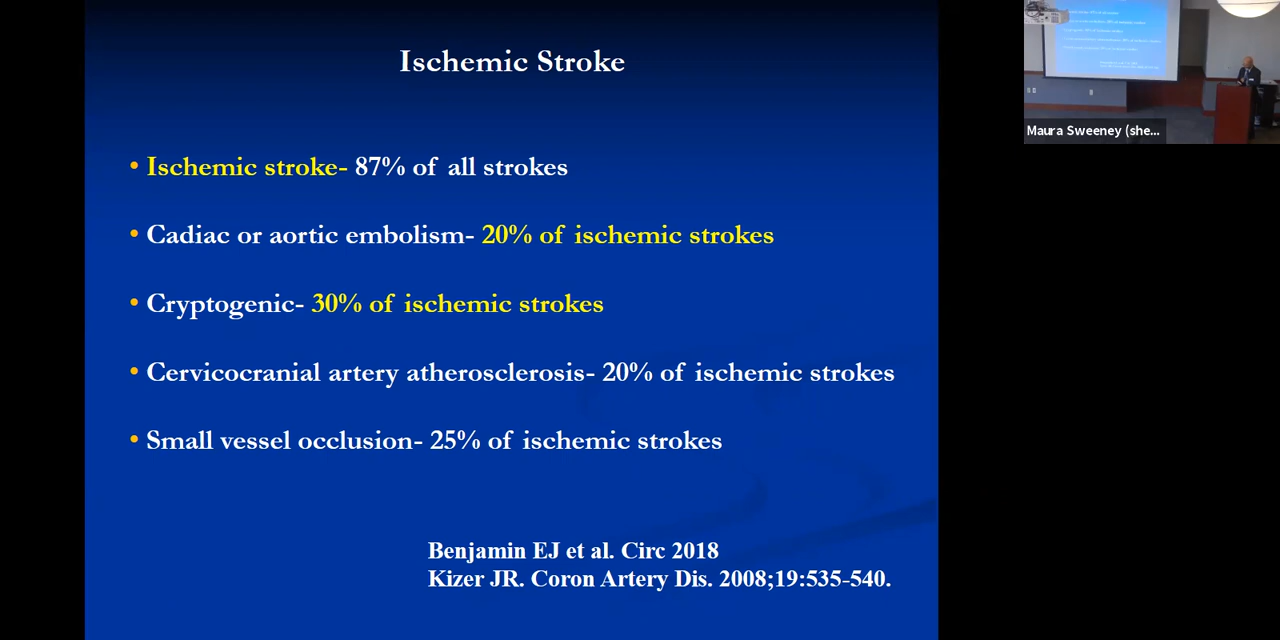 Ischemic Stroke
• Ischemic stroke- 87% of all strokes
• Cadiac or aortic embolism- 20% of ischemic strokes
• Cryptogenic- 30% of ischemic strokes
• Cervicocranial artery atherosclerosis- 20% of ischemic strokes
• Small vessel occlusion- 25% of ischemic strokes
Benjamin EJ et al. Circ 2018
Kizer JR. Coron Artery Dis. 2008;19:535-540.
Maura Sweeney (she...